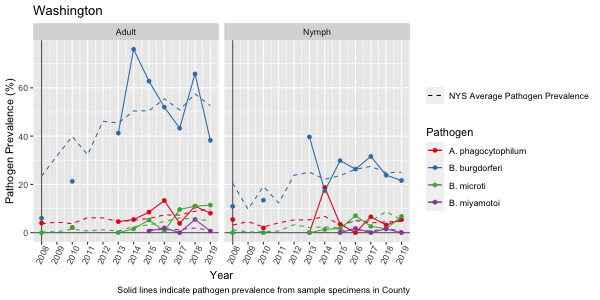 Washington
Adult
Nymph
Pathogen Prevalence (%)
60
40
20
0
2008
2009
2010
2011
2012
2013
2014
2015
2016
2017
2018
2019
2008
2009
2010
2011
2012
2013
2014
2015
2016
2017
2018
2019
Year
NYS Average Pathogen Prevalence
Pathogen
A. phagocytophilum
B. burgdorferi
B. microti
B. miyamotoi
Solid lines indicate pathogen prevalence from sample specimens in County